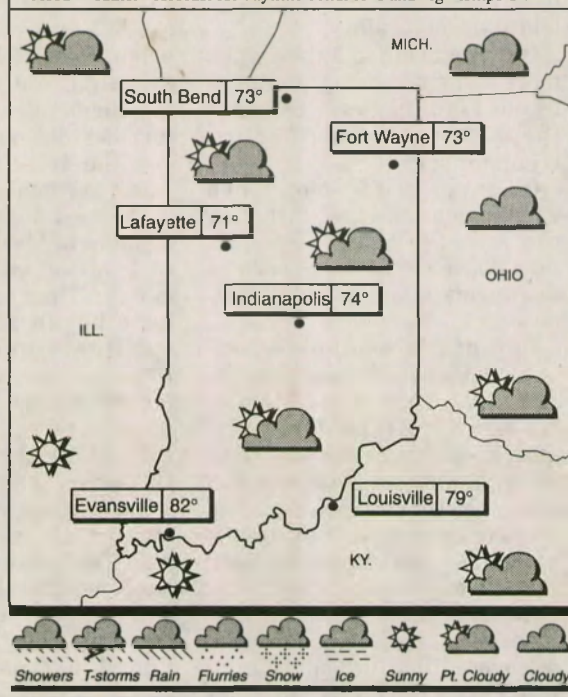 MICH.
South Bend 73°
Fort Wayne 73°
Lafayette 71°
OHIO
Indianapolis 74°
ILL.
Evansville 82°
Louisville 79°
KY.
Showers T-storms Rain Flurries Snow Ice Sunny Pt. Cloudy Cloudy